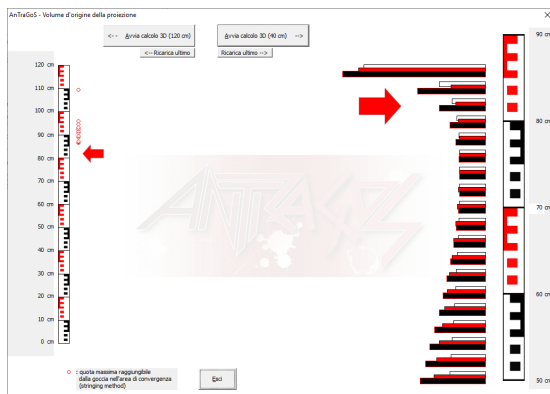 AnTraGoS - Volume d'origine della proiezione
<-- Avvia calcolo 3D (120 cm)
Avvia calcolo 3D (40 cm) -->
<-- Ricarica ultimo
Ricarica ultimo -->
120 cm
110 cm
100 cm
90 cm
80 cm
70 cm
60 cm
50 cm
40 cm
30 cm
20 cm
10 cm
0 cm
90 cm
80 cm
70 cm
60 cm
50 cm
ANTRAGOS
: quota massima raggiungibile
dalla goccia nell'area di convergenza
(stringing method)
Esci